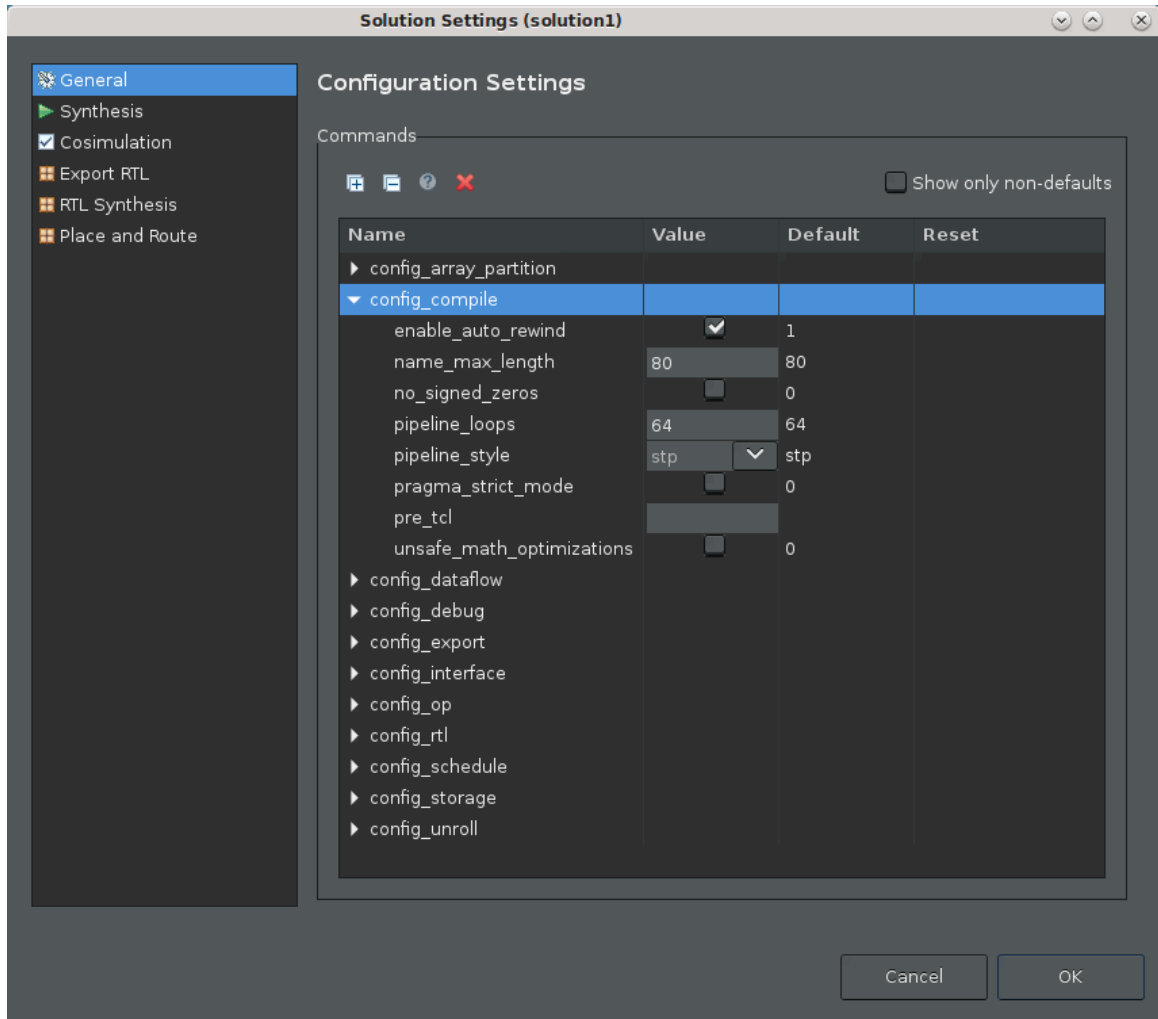 Solution Settings (solution1)
General
Synthesis
Cosimulation
Export RTL
RTL Synthesis
Place and Route
Configuration Settings
Commands
Show only non-defaults
Name Value Default Reset
config_array_partition
config_compile
enable_auto_rewind 1
name_max_length 80 80
no_signed_zeros 0
pipeline_loops 64 64
pipeline_style stp stp
pragma_strict_mode 0
pre_tcl
unsafe_math_optimizations 0
config_dataflow
config_debug
config_export
config_interface
config_op
config_rtl
config_schedule
config_storage
config_unroll
Cancel OK